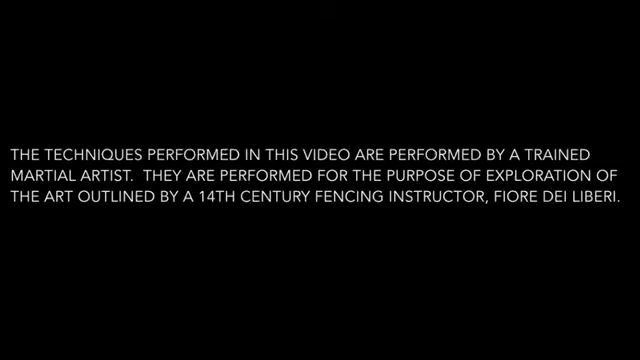 THE TECHNIQUES PERFORMED IN THIS VIDEO ARE PERFORMED BY A TRAINED
MARTIAL ARTIST. THEY ARE PERFORMED FOR THE PURPOSE OF EXPLORATION OF
THE ART OUTLINED BY A 14TH CENTURY FENCING INSTRUCTOR, FIORE DEI LIBERI.